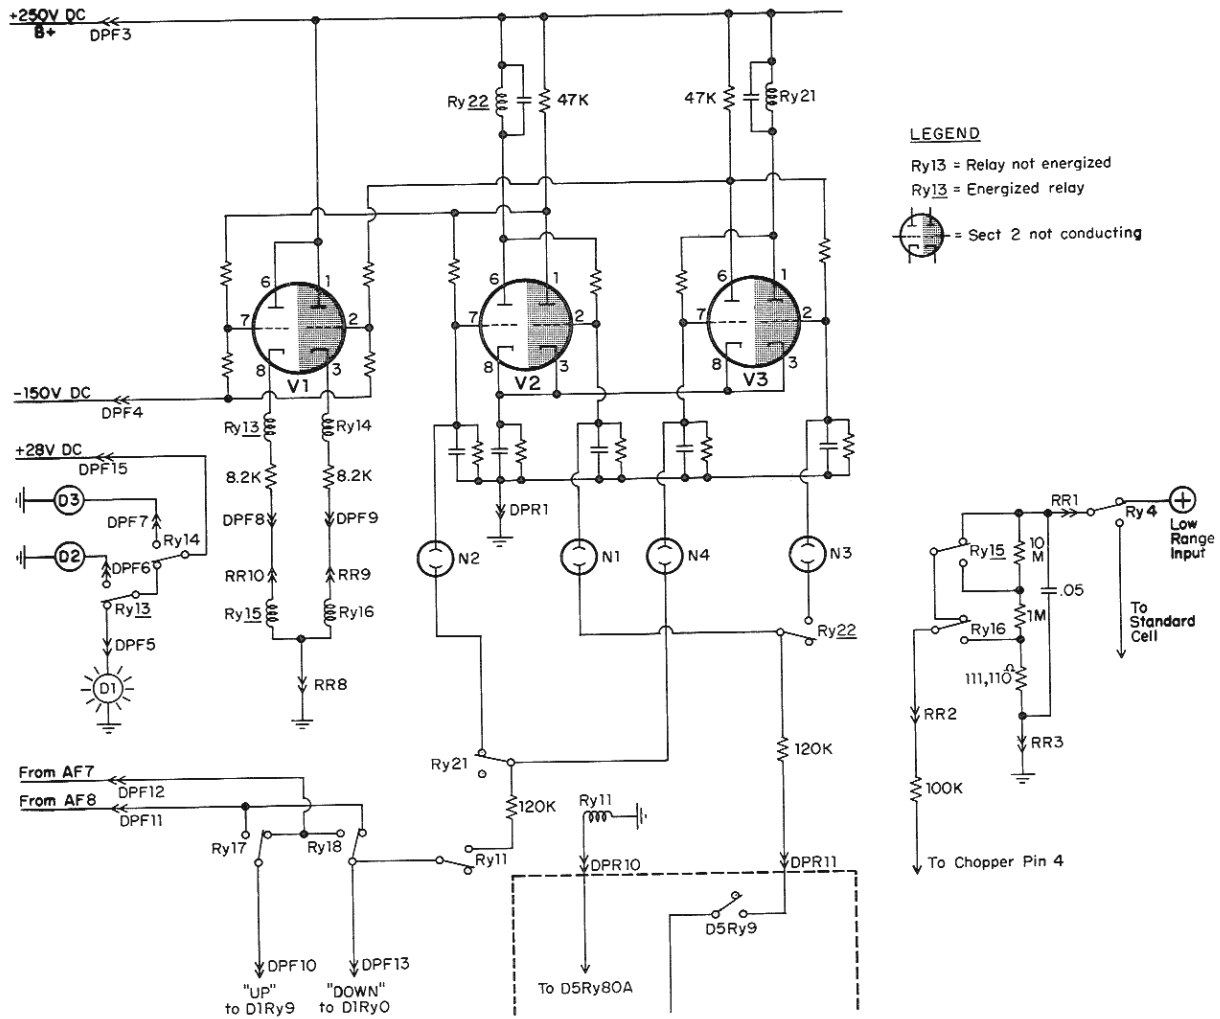 +250V DC
B+
DPF3
Ry22
47K
47K
Ry21
LEGEND
Ry13 = Relay not energized
Ry13 = Energized relay
= Sect 2 not conducting
6
1
7
2
8
3
V1
6
1
7
2
8
3
V2
6
1
7
2
8
3
V3
-150V DC
DPF4
Ry13
Ry14
+28V DC
DPF15
8.2K
8.2K
D3
DPF7
Ry14
DPF8
DPF9
DPR1
D2
DPF6
Ry13
RR10
RR9
N2
N1
N4
N3
Ry15
Ry16
DPF5
D1
RR8
Ry22
RR1
Ry4
Low
Range
Input
Ry15
10
M
.05
Ry16
1M
To
Standard
Cell
111,110Ω
RR2
RR3
100K
To Chopper Pin 4
From AF7
DPF12
From AF8
DPF11
Ry21
120K
120K
Ry17
Ry18
Ry11
Ry11
DPR10
DPR11
D5Ry9
DPF10
DPF13
"UP"
to D1Ry9
"DOWN"
to D1Ry0
To D5Ry80A